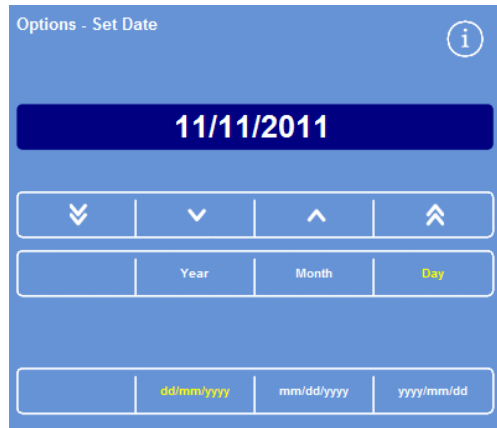 Options - Set Date
i
11/11/2011
Year Month Day
dd/mm/yyyy mm/dd/yyyy yyyy/mm/dd